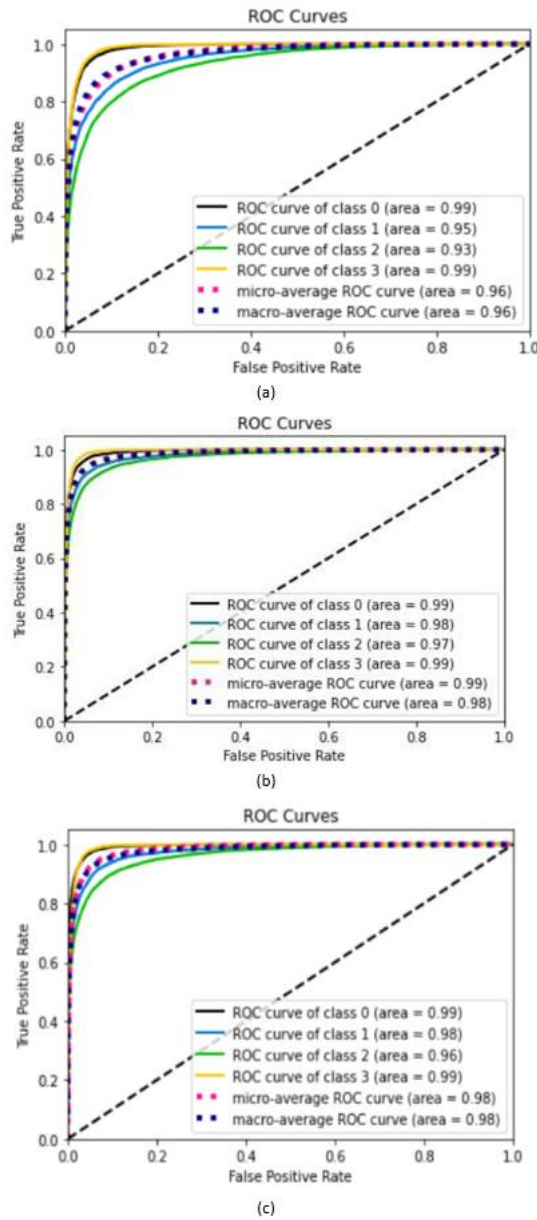 ROC Curves
True Positive Rate
1.0
0.8
0.6
0.4
0.2
0.0
ROC curve of class 0 (area = 0.99)
ROC curve of class 1 (area = 0.95)
ROC curve of class 2 (area = 0.93)
ROC curve of class 3 (area = 0.99)
micro-average ROC curve (area = 0.96)
macro-average ROC curve (area = 0.96)
0.0 0.2 0.4 0.6 0.8 1.0
False Positive Rate
(a)
ROC Curves
True Positive Rate
1.0
0.8
0.6
0.4
0.2
0.0
ROC curve of class 0 (area = 0.99)
ROC curve of class 1 (area = 0.98)
ROC curve of class 2 (area = 0.97)
ROC curve of class 3 (area = 0.99)
micro-average ROC curve (area = 0.99)
macro-average ROC curve (area = 0.98)
0.0 0.2 0.4 0.6 0.8 1.0
False Positive Rate
(b)
ROC Curves
True Positive Rate
1.0
0.8
0.6
0.4
0.2
0.0
ROC curve of class 0 (area = 0.99)
ROC curve of class 1 (area = 0.98)
ROC curve of class 2 (area = 0.96)
ROC curve of class 3 (area = 0.99)
micro-average ROC curve (area = 0.98)
macro-average ROC curve (area = 0.98)
0.0 0.2 0.4 0.6 0.8 1.0
False Positive Rate
(c)